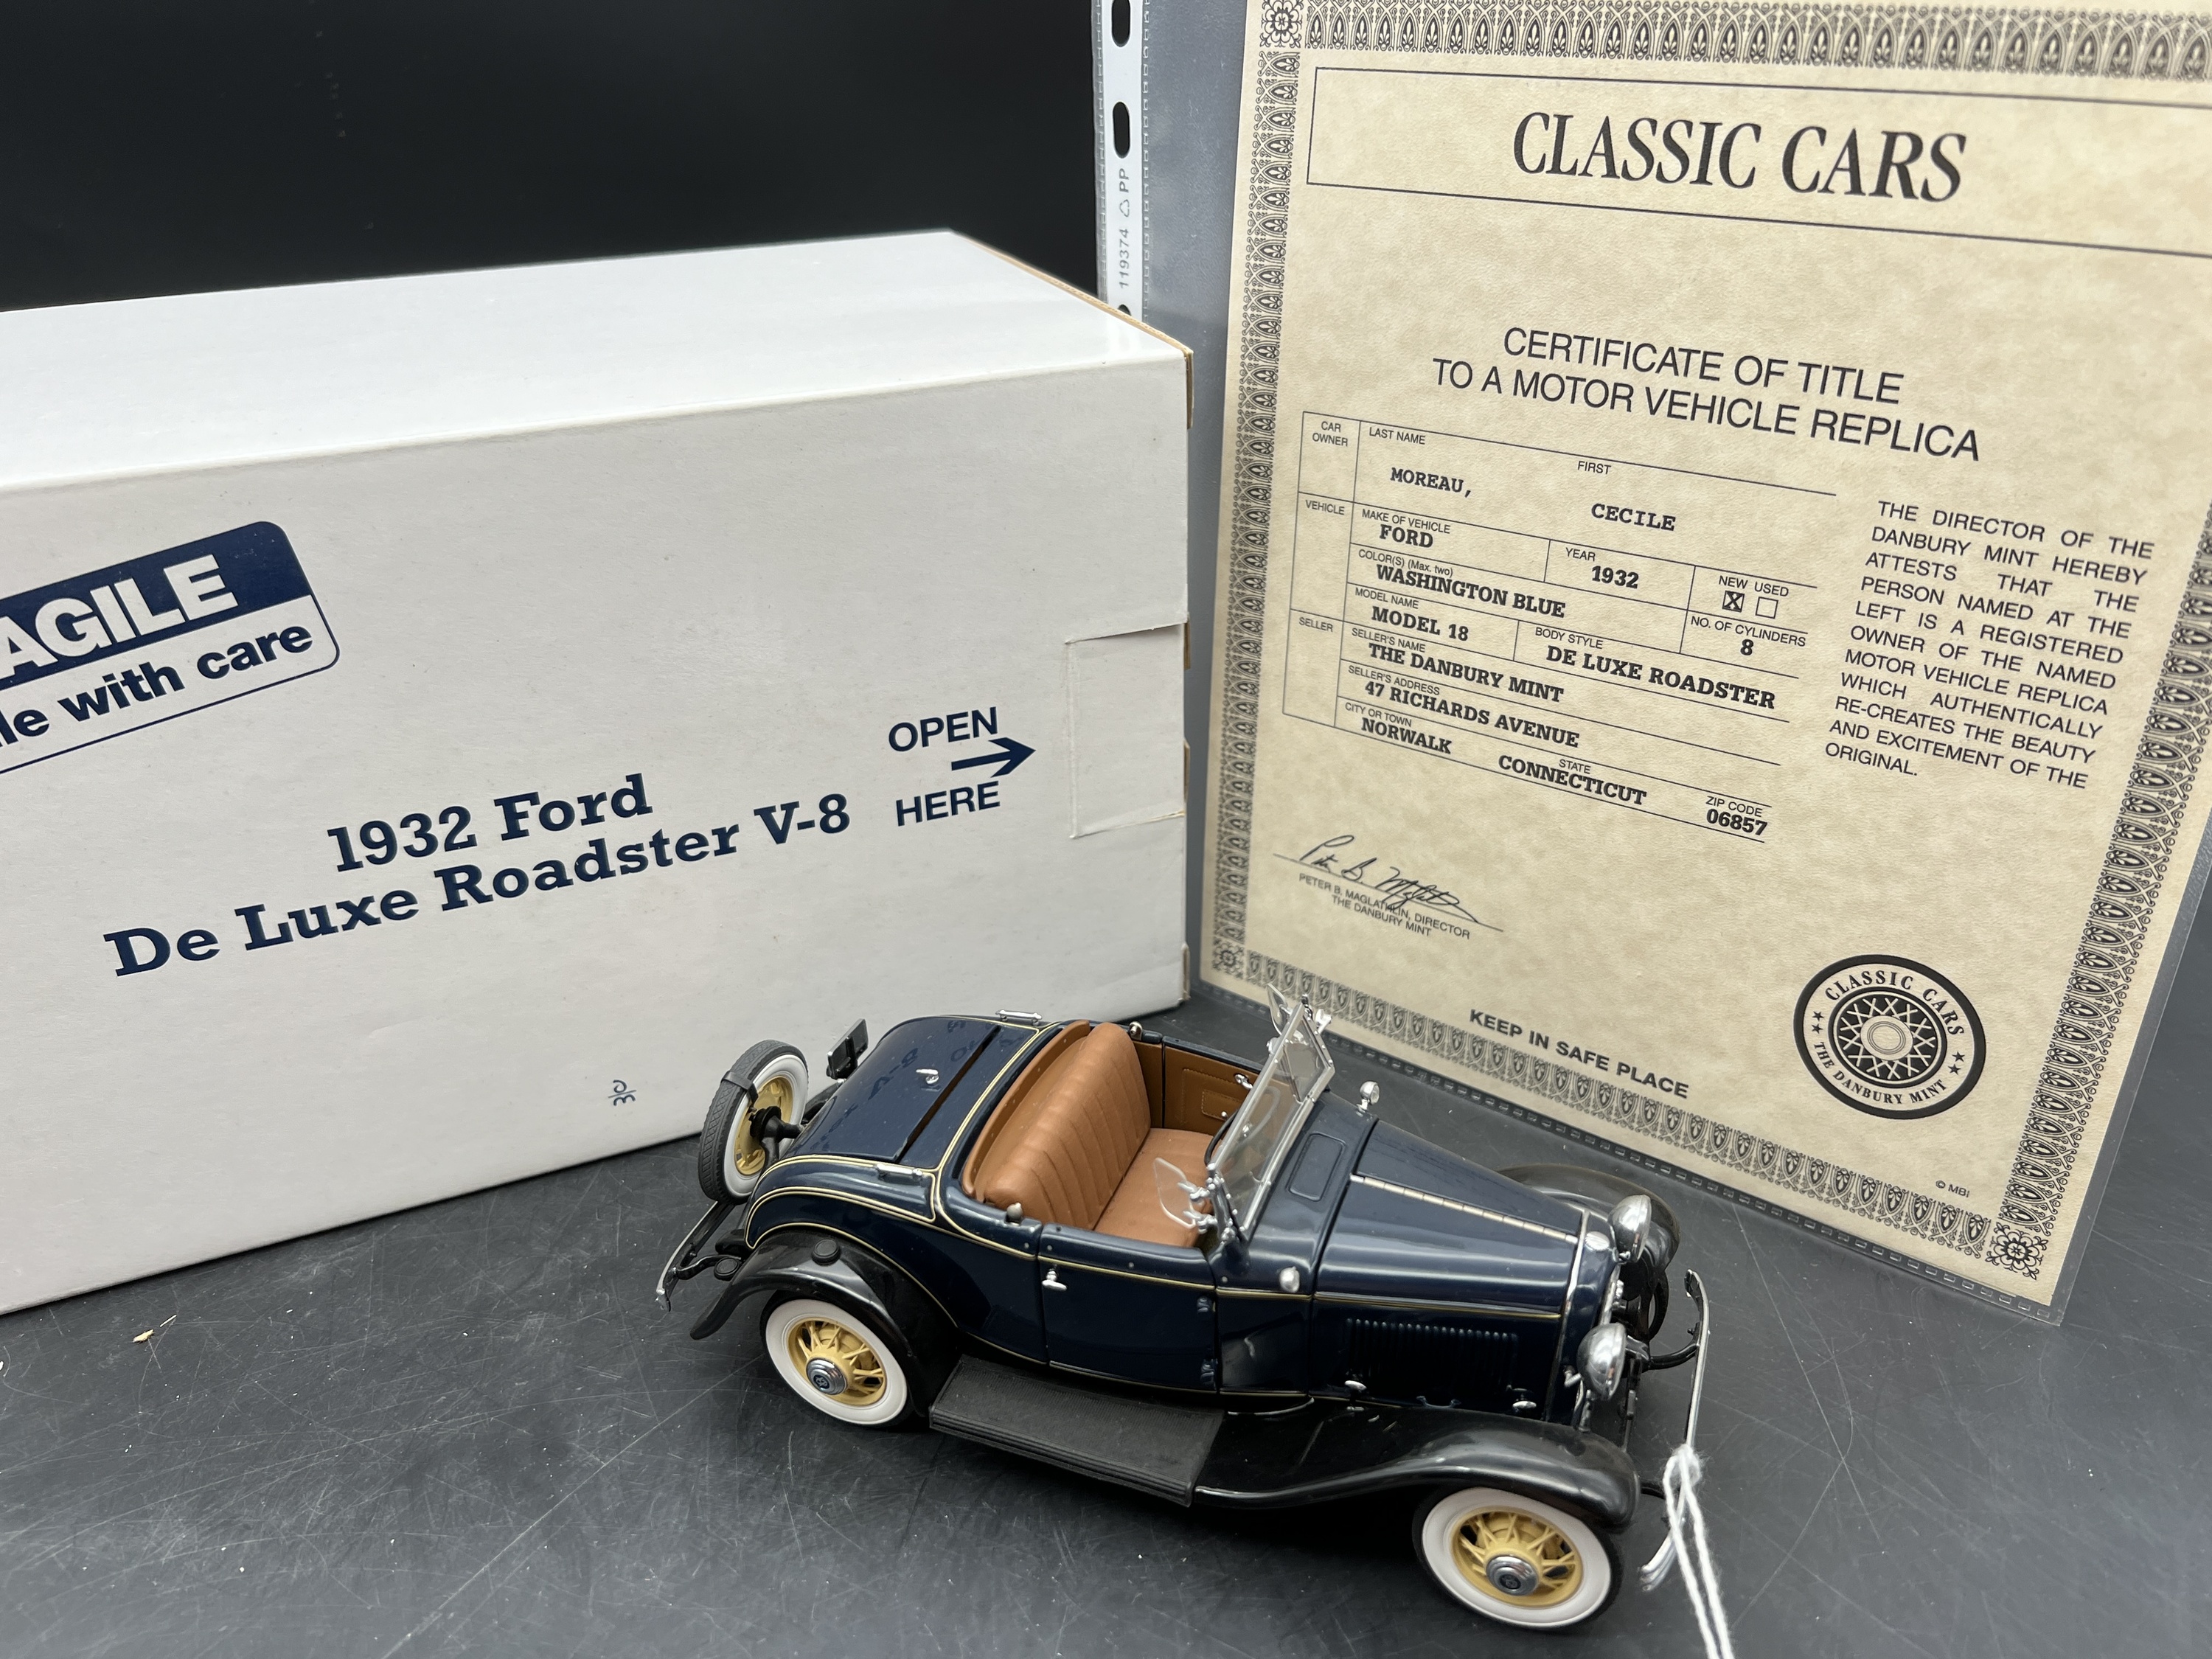 AGILE
le with care
OPEN
HERE
1932 Ford
De Luxe Roadster V-8
30
119374 PP
CLASSIC CARS
CERTIFICATE OF TITLE
TO A MOTOR VEHICLE REPLICA
CAR OWNER
LAST NAME
FIRST
MOREAU,
CECILE
VEHICLE
MAKE OF VEHICLE
FORD
YEAR
1932
NEW USED
X
COLOR(S) (Max. two)
WASHINGTON BLUE
MODEL NAME
MODEL 18
BODY STYLE
DE LUXE ROADSTER
NO. OF CYLINDERS
8
SELLER
SELLER'S NAME
THE DANBURY MINT
SELLER'S ADDRESS
47 RICHARDS AVENUE
CITY OR TOWN
NORWALK
STATE
CONNECTICUT
ZIP CODE
06857
THE DIRECTOR OF THE
DANBURY MINT HEREBY
ATTESTS THAT THE
PERSON NAMED AT THE
LEFT IS A REGISTERED
OWNER OF THE NAMED
MOTOR VEHICLE REPLICA
WHICH AUTHENTICALLY
RE-CREATES THE BEAUTY
AND EXCITEMENT OF THE
ORIGINAL.
PETER B. MAGLATHLIN, DIRECTOR
THE DANBURY MINT
KEEP IN SAFE PLACE
CLASSIC CARS
THE DANBURY MINT
© MBI